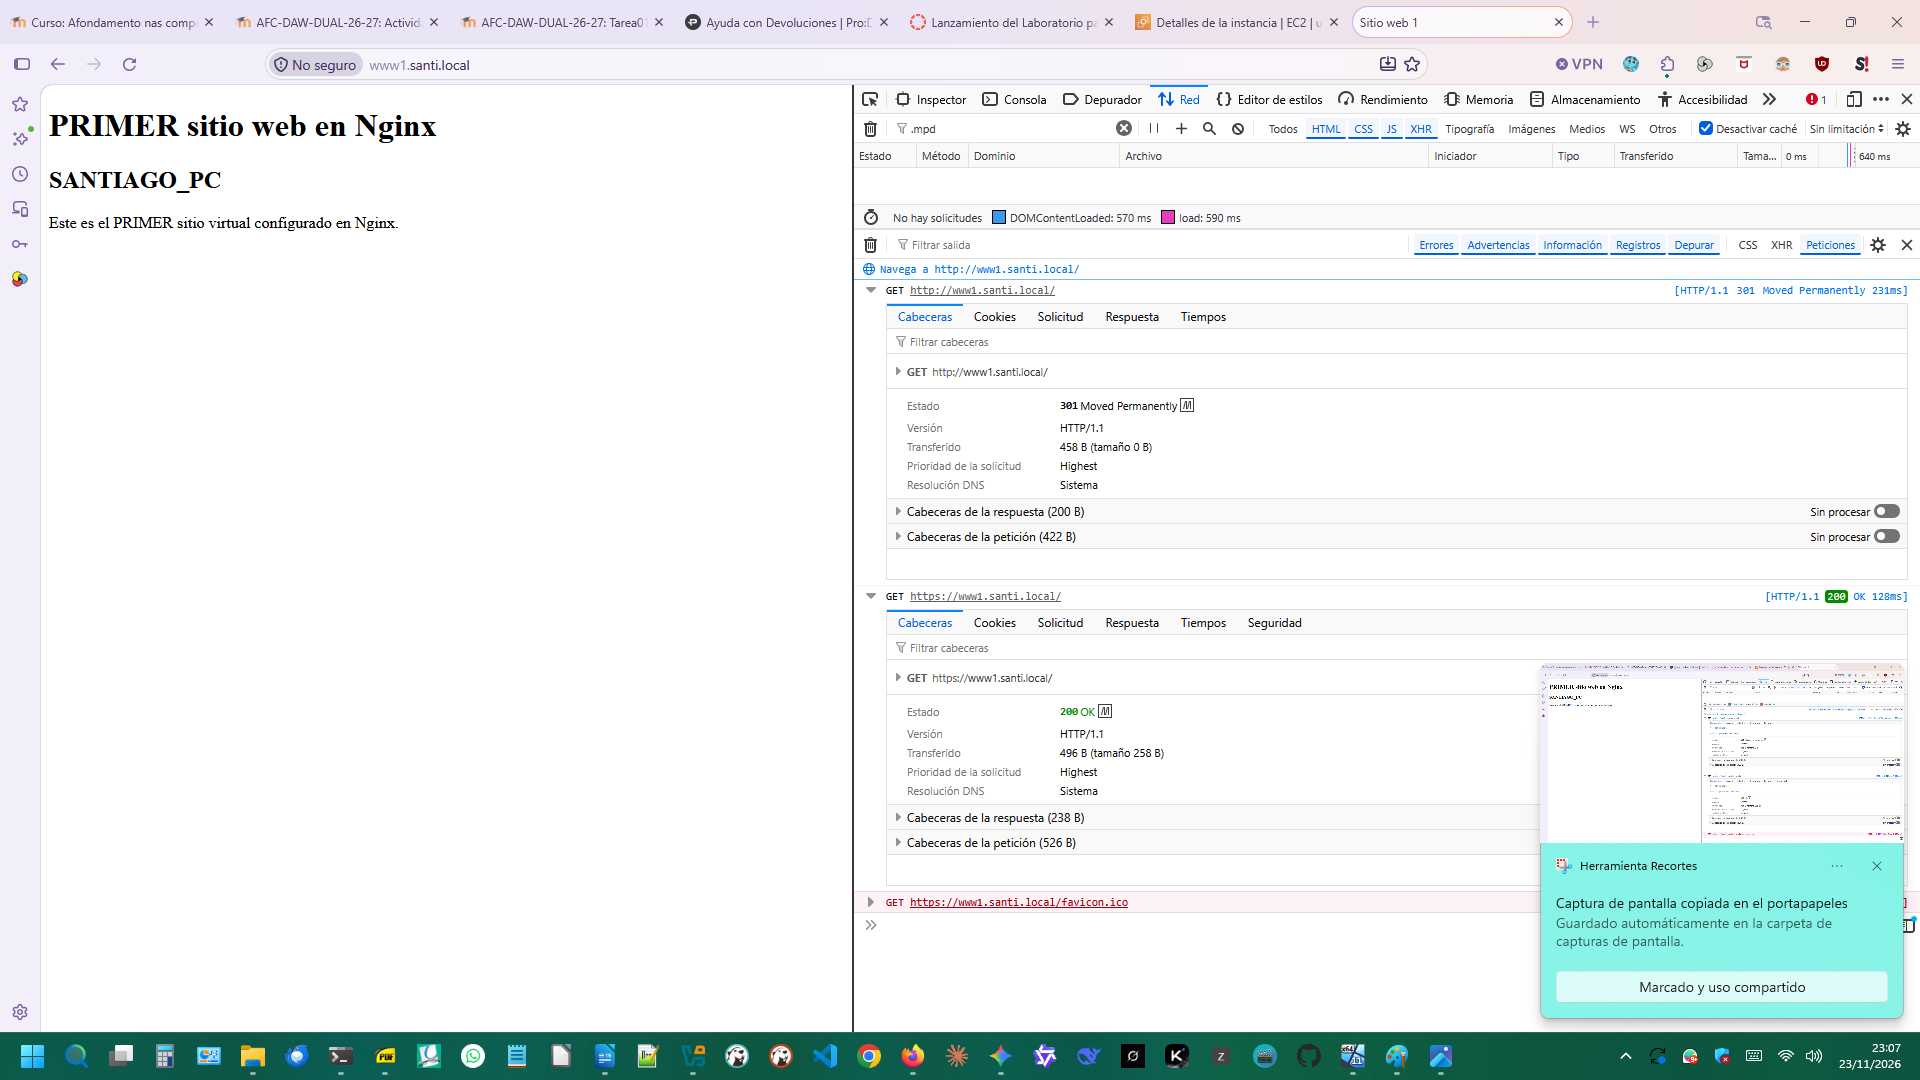 Curso: Afondamento nas comp
AFC-DAW-DUAL-26-27: Activid
AFC-DAW-DUAL-26-27: Tarea01
Ayuda con Devoluciones | Pro:D
Lanzamiento del Laboratorio pa
Detalles de la instancia | EC2 | u
Sitio web 1
No seguro
www1.santi.local
VPN
PRIMER sitio web en Nginx
SANTIAGO_PC
Este es el PRIMER sitio virtual configurado en Nginx.
Inspector
Consola
Depurador
Red
Editor de estilos
Rendimiento
Memoria
Almacenamiento
Accesibilidad
1
.mpd
Todos
HTML
CSS
JS
XHR
Tipografía
Imágenes
Medios
WS
Otros
Desactivar caché
Sin limitación
Estado
Método
Dominio
Archivo
Iniciador
Tipo
Transferido
Tama...
0 ms
640 ms
No hay solicitudes
DOMContentLoaded: 570 ms
load: 590 ms
Filtrar salida
Errores
Advertencias
Información
Registros
Depurar
CSS
XHR
Peticiones
Navega a http://www1.santi.local/
GET http://www1.santi.local/
[HTTP/1.1 301 Moved Permanently 231ms]
Cabeceras
Cookies
Solicitud
Respuesta
Tiempos
Filtrar cabeceras
GET http://www1.santi.local/
Estado 301 Moved Permanently
Versión HTTP/1.1
Transferido 458 B (tamaño 0 B)
Prioridad de la solicitud Highest
Resolución DNS Sistema
Cabeceras de la respuesta (200 B)
Sin procesar
Cabeceras de la petición (422 B)
Sin procesar
GET https://www1.santi.local/
[HTTP/1.1 200 OK 128ms]
Cabeceras
Cookies
Solicitud
Respuesta
Tiempos
Seguridad
Filtrar cabeceras
GET https://www1.santi.local/
Estado 200 OK
Versión HTTP/1.1
Transferido 496 B (tamaño 258 B)
Prioridad de la solicitud Highest
Resolución DNS Sistema
Cabeceras de la respuesta (238 B)
Cabeceras de la petición (526 B)
GET https://www1.santi.local/favicon.ico
PRIMER sitio web en Nginx
SANTIAGO_PC
Herramienta Recortes
Captura de pantalla copiada en el portapapeles
Guardado automáticamente en la carpeta de
capturas de pantalla.
Marcado y uso compartido
23:07
23/11/2026